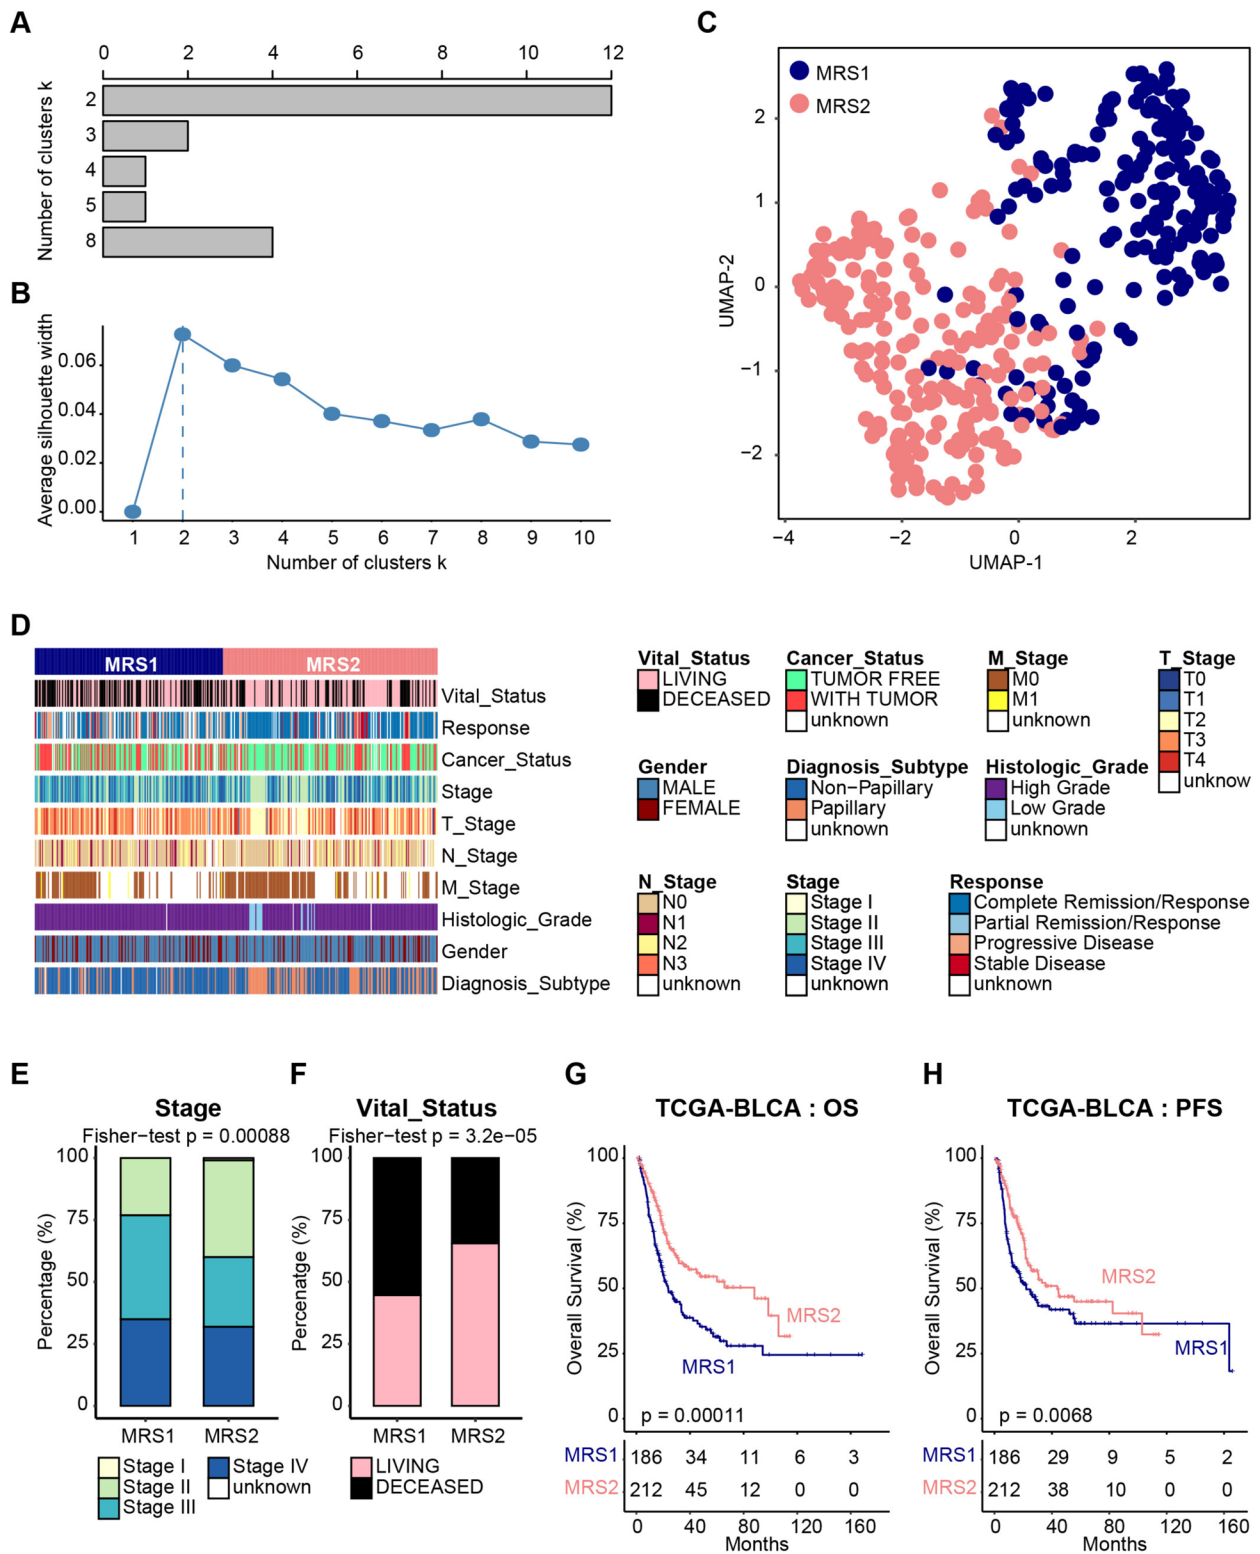 A
0 2 4 6 8 10 12
Number of clusters k
2
3
4
5
8
B
Average silhouette width
0.06
0.04
0.02
0.00
1 2 3 4 5 6 7 8 9 10
Number of clusters k
C
MRS1
MRS2
UMAP-2
2
1
0
−1
−2
−4 −2 0 2
UMAP-1
D
MRS1 MRS2
Vital_Status
Response
Cancer_Status
Stage
T_Stage
N_Stage
M_Stage
Histologic_Grade
Gender
Diagnosis_Subtype
Vital_Status
LIVING
DECEASED
Cancer_Status
TUMOR FREE
WITH TUMOR
unknown
M_Stage
M0
M1
unknown
T_Stage
T0
T1
T2
T3
T4
unknow
Gender
MALE
FEMALE
Diagnosis_Subtype
Non−Papillary
Papillary
unknown
Histologic_Grade
High Grade
Low Grade
unknown
N_Stage
N0
N1
N2
N3
unknown
Stage
Stage I
Stage II
Stage III
Stage IV
unknown
Response
Complete Remission/Response
Partial Remission/Response
Progressive Disease
Stable Disease
unknown
E
Stage
Fisher−test p = 0.00088
Percentage (%)
100
75
50
25
0
MRS1 MRS2
Stage I
Stage II
Stage III
Stage IV
unknown
F
Vital_Status
Fisher−test p = 3.2e−05
Percenatge (%)
100
75
50
25
0
MRS1 MRS2
LIVING
DECEASED
G
TCGA-BLCA : OS
Overall Survival (%)
100
75
50
25
0
MRS2
MRS1
p = 0.00011
MRS1 186 34 11 6 3
MRS2 212 45 12 0 0
0 40 80 120 160
Months
H
TCGA-BLCA : PFS
Overall Survival (%)
100
75
50
25
0
MRS2
MRS1
p = 0.0068
MRS1 186 29 9 5 2
MRS2 212 38 10 0 0
0 40 80 120 160
Months